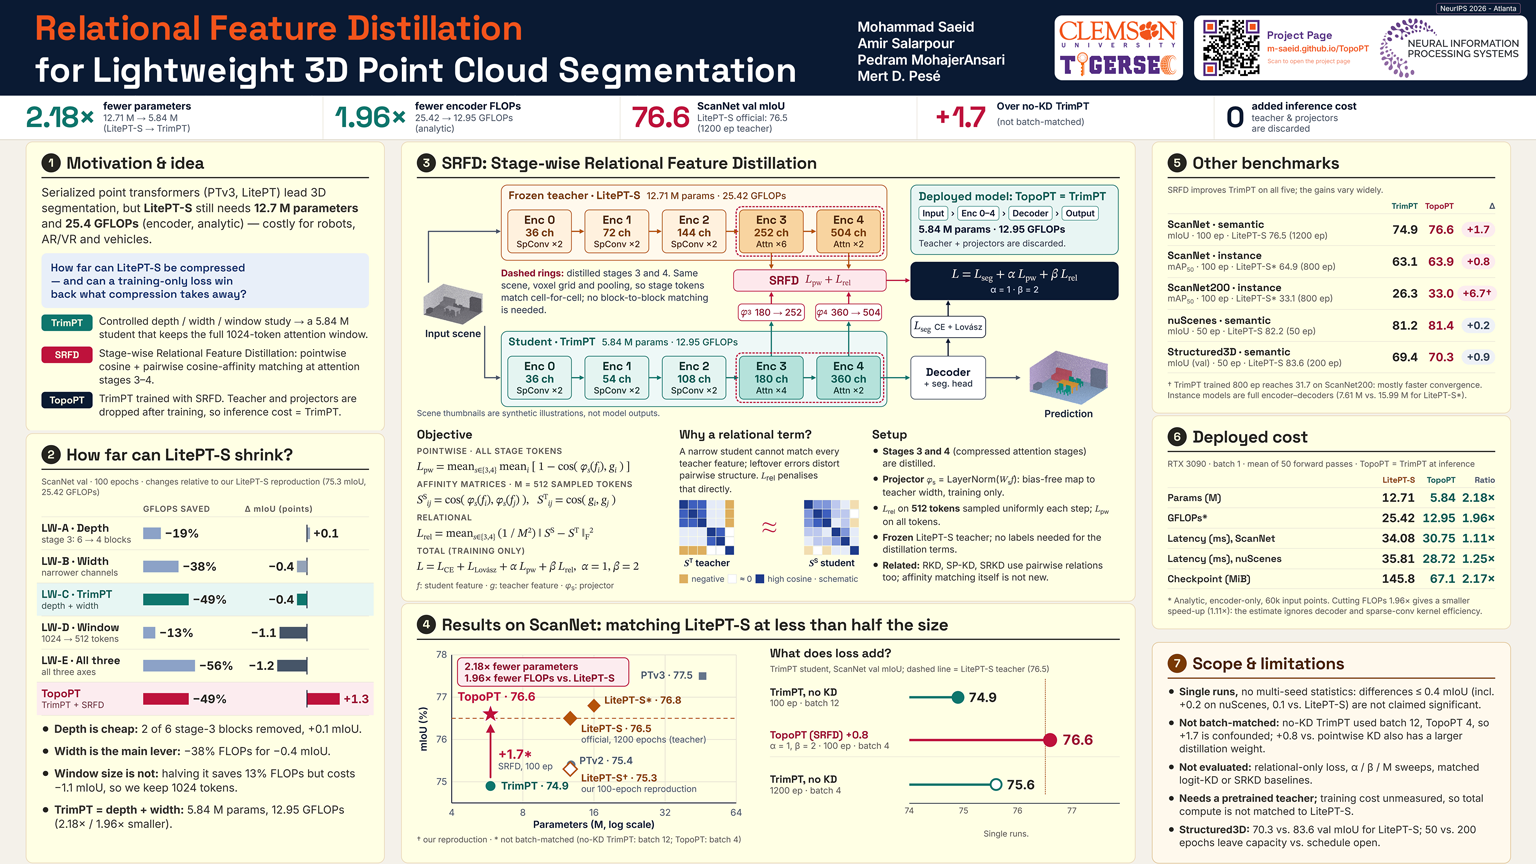 NeurIPS 2026 - Atlanta
Relational Feature Distillation
for Lightweight 3D Point Cloud Segmentation
Mohammad Saeid
Amir Salarpour
Pedram MohajerAnsari
Mert D. Pesé
CLEMSON
UNIVERSITY
TIGERSEC
Project Page
m-saeid.github.io/TopoPT
Scan to open the project page
NEURAL INFORMATION
PROCESSING SYSTEMS
2.18×
fewer parameters
12.71 M → 5.84 M
(LitePT-S → TrimPT)
1.96×
fewer encoder FLOPs
25.42 → 12.95 GFLOPs
(analytic)
76.6
ScanNet val mIoU
LitePT-S official: 76.5
(1200 ep teacher)
+1.7
Over no-KD TrimPT
(not batch-matched)
0
added inference cost
teacher & projectors
are discarded
1 Motivation & idea
Serialized point transformers (PTv3, LitePT) lead 3D
segmentation, but LitePT-S still needs 12.7 M parameters
and 25.4 GFLOPs (encoder, analytic) — costly for robots,
AR/VR and vehicles.
How far can LitePT-S be compressed
— and can a training-only loss win
back what compression takes away?
TrimPT
Controlled depth / width / window study → a 5.84 M
student that keeps the full 1024-token attention window.
SRFD
Stage-wise Relational Feature Distillation: pointwise
cosine + pairwise cosine-affinity matching at attention
stages 3–4.
TopoPT
TrimPT trained with SRFD. Teacher and projectors are
dropped after training, so inference cost = TrimPT.
2 How far can LitePT-S shrink?
ScanNet val · 100 epochs · changes relative to our LitePT-S reproduction (75.3 mIoU,
25.42 GFLOPs)
GFLOPS SAVED Δ mIoU (points)
LW-A · Depth
stage 3: 6 → 4 blocks
−19% +0.1
LW-B · Width
narrower channels
−38% −0.4
LW-C · TrimPT
depth + width
−49% −0.4
LW-D · Window
1024 → 512 tokens
−13% −1.1
LW-E · All three
all three axes
−56% −1.2
TopoPT
TrimPT + SRFD
−49% +1.3
• Depth is cheap: 2 of 6 stage-3 blocks removed, +0.1 mIoU.
• Width is the main lever: −38% FLOPs for −0.4 mIoU.
• Window size is not: halving it saves 13% FLOPs but costs
−1.1 mIoU, so we keep 1024 tokens.
• TrimPT = depth + width: 5.84 M params, 12.95 GFLOPs
(2.18× / 1.96× smaller).
3 SRFD: Stage-wise Relational Feature Distillation
Frozen teacher · LitePT-S 12.71 M params · 25.42 GFLOPs
Enc 0
36 ch
SpConv ×2
Enc 1
72 ch
SpConv ×2
Enc 2
144 ch
SpConv ×2
Enc 3
252 ch
Attn ×6
Enc 4
504 ch
Attn ×2
Deployed model: TopoPT = TrimPT
Input › Enc 0–4 › Decoder › Output
5.84 M params · 12.95 GFLOPs
Teacher + projectors are discarded.
Dashed rings: distilled stages 3 and 4. Same
scene, voxel grid and pooling, so stage tokens
match cell-for-cell; no block-to-block matching
is needed.
SRFD L_pw + L_rel
L = L_seg + α L_pw + β L_rel
α = 1 · β = 2
φ³ 180 → 252
φ⁴ 360 → 504
L_seg CE + Lovász
Input scene
Student · TrimPT 5.84 M params · 12.95 GFLOPs
Enc 0
36 ch
SpConv ×2
Enc 1
54 ch
SpConv ×2
Enc 2
108 ch
SpConv ×2
Enc 3
180 ch
Attn ×4
Enc 4
360 ch
Attn ×2
Decoder
+ seg. head
Prediction
Scene thumbnails are synthetic illustrations, not model outputs.
Objective
POINTWISE · ALL STAGE TOKENS
L_pw = mean_s∈{3,4} mean_i [ 1 − cos( φ_s(f_i), g_i ) ]
AFFINITY MATRICES · M = 512 SAMPLED TOKENS
S^S_ij = cos( φ_s(f_i), φ_s(f_j) ), S^T_ij = cos( g_i, g_j )
RELATIONAL
L_rel = mean_s∈{3,4} (1 / M²) ‖ S^S − S^T ‖_F²
TOTAL (TRAINING ONLY)
L = L_CE + L_Lovász + α L_pw + β L_rel, α = 1, β = 2
f: student feature · g: teacher feature · φ_s: projector
Why a relational term?
A narrow student cannot match every
teacher feature; leftover errors distort
pairwise structure. L_rel penalises
that directly.
≈
S^T teacher
S^S student
negative ≈ 0 high cosine · schematic
Setup
• Stages 3 and 4 (compressed attention stages)
are distilled.
• Projector φ_s = LayerNorm(W_s f): bias-free map to
teacher width, training only.
• L_rel on 512 tokens sampled uniformly each step; L_pw
on all tokens.
• Frozen LitePT-S teacher; no labels needed for the
distillation terms.
• Related: RKD, SP-KD, SRKD use pairwise relations
too; affinity matching itself is not new.
4 Results on ScanNet: matching LitePT-S at less than half the size
mIoU (%)
78
77
76
75
4
8
16
32
64
Parameters (M, log scale)
2.18× fewer parameters
1.96× fewer FLOPs vs. LitePT-S
PTv3 · 77.5
TopoPT · 76.6
LitePT-S* · 76.8
LitePT-S · 76.5
official, 1200 epochs (teacher)
+1.7*
SRFD, 100 ep
PTv2 · 75.4
LitePT-S† · 75.3
our 100-epoch reproduction
TrimPT · 74.9
† our reproduction · * not batch-matched (no-KD TrimPT: batch 12; TopoPT: batch 4)
What does loss add?
TrimPT student, ScanNet val mIoU; dashed line = LitePT-S teacher (76.5)
TrimPT, no KD
100 ep · batch 12
74.9
TopoPT (SRFD) +0.8
α = 1, β = 2 · 100 ep · batch 4
76.6
TrimPT, no KD
1200 ep · batch 4
75.6
74
75
76
77
Single runs.
5 Other benchmarks
SRFD improves TrimPT on all five; the gains vary widely.
TrimPT TopoPT Δ
ScanNet · semantic
mIoU · 100 ep · LitePT-S 76.5 (1200 ep)
74.9 76.6 +1.7
ScanNet · instance
mAP₅₀ · 100 ep · LitePT-S* 64.9 (800 ep)
63.1 63.9 +0.8
ScanNet200 · instance
mAP₅₀ · 100 ep · LitePT-S* 33.1 (800 ep)
26.3 33.0 +6.7†
nuScenes · semantic
mIoU · 50 ep · LitePT-S 82.2 (50 ep)
81.2 81.4 +0.2
Structured3D · semantic
mIoU (val) · 50 ep · LitePT-S 83.6 (200 ep)
69.4 70.3 +0.9
† TrimPT trained 800 ep reaches 31.7 on ScanNet200: mostly faster convergence.
Instance models are full encoder–decoders (7.61 M vs. 15.99 M for LitePT-S*).
6 Deployed cost
RTX 3090 · batch 1 · mean of 50 forward passes · TopoPT = TrimPT at inference
LitePT-S TopoPT Ratio
Params (M) 12.71 5.84 2.18×
GFLOPs* 25.42 12.95 1.96×
Latency (ms), ScanNet 34.08 30.75 1.11×
Latency (ms), nuScenes 35.81 28.72 1.25×
Checkpoint (MiB) 145.8 67.1 2.17×
* Analytic, encoder-only, 60k input points. Cutting FLOPs 1.96× gives a smaller
speed-up (1.11×): the estimate ignores decoder and sparse-conv kernel efficiency.
7 Scope & limitations
• Single runs, no multi-seed statistics: differences ≤ 0.4 mIoU (incl.
+0.2 on nuScenes, 0.1 vs. LitePT-S) are not claimed significant.
• Not batch-matched: no-KD TrimPT used batch 12, TopoPT 4, so
+1.7 is confounded; +0.8 vs. pointwise KD also has a larger
distillation weight.
• Not evaluated: relational-only loss, α / β / M sweeps, matched
logit-KD or SRKD baselines.
• Needs a pretrained teacher; training cost unmeasured, so total
compute is not matched to LitePT-S.
• Structured3D: 70.3 vs. 83.6 val mIoU for LitePT-S; 50 vs. 200
epochs leave capacity vs. schedule open.